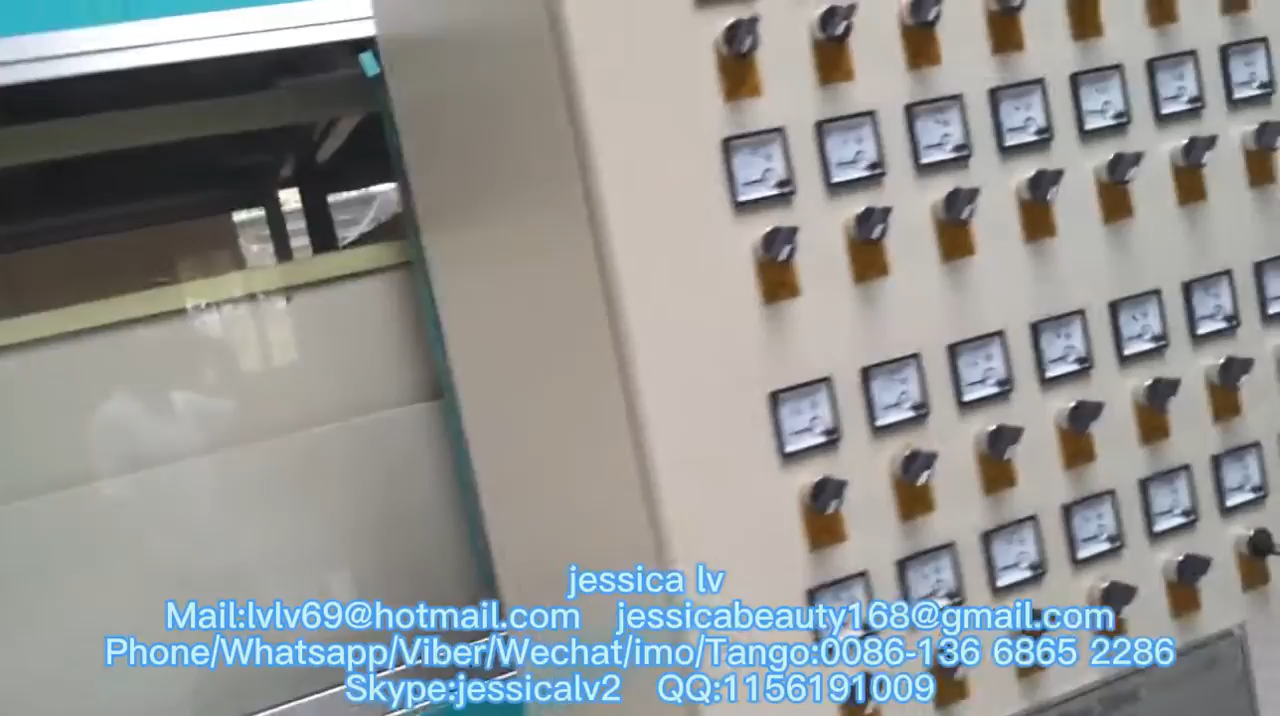 jessica lv
Mail:lvlv69@hotmail.com jessicabeauty168@gmail.com
Phone/Whatsapp/Viber/Wechat/imo/Tango:0086-136 6865 2286
Skype:jessicalv2 QQ:1156191009